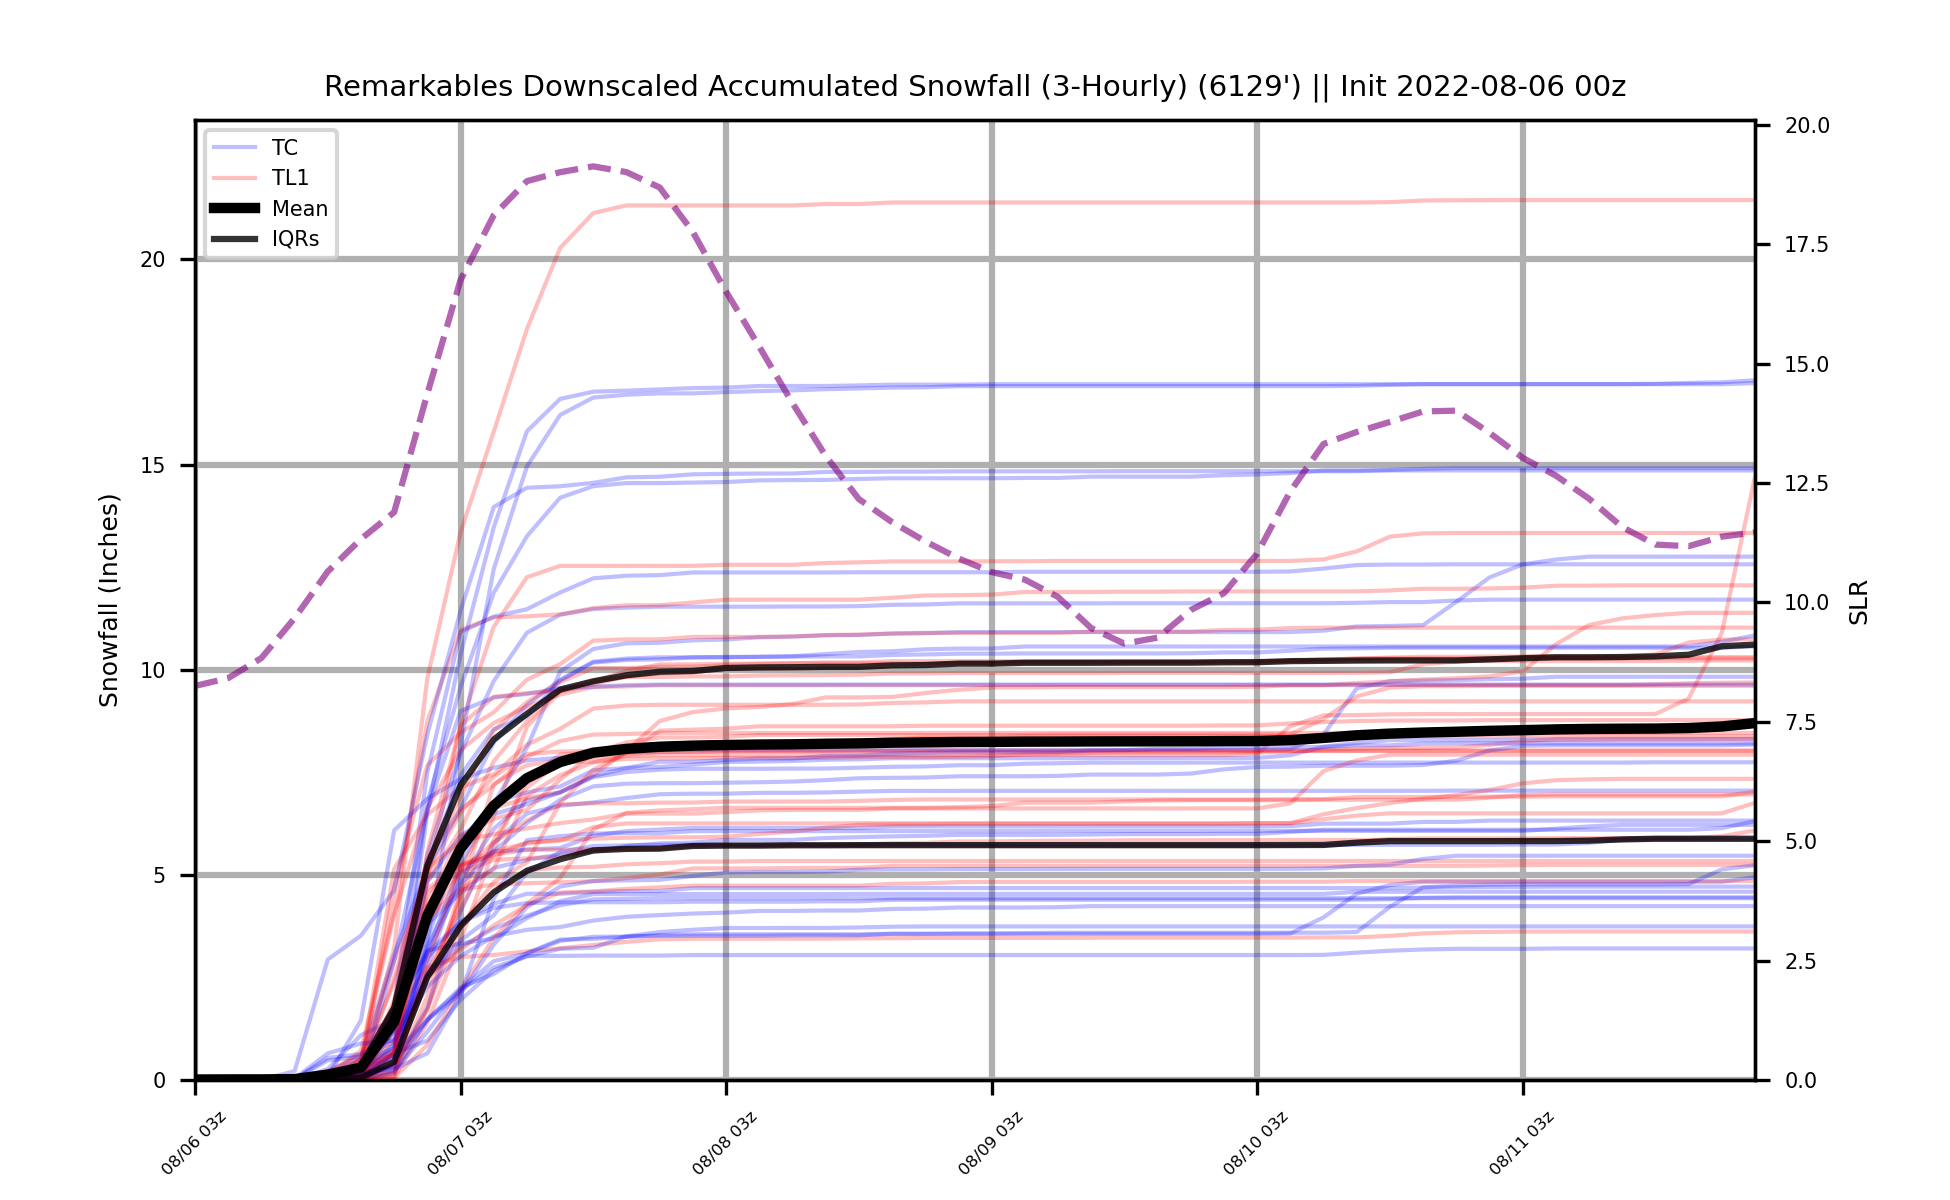 Remarkables Downscaled Accumulated Snowfall (3-Hourly) (6129') || Init 2022-08-06 00z
TC
TL1
Mean
IQRs
Snowfall (Inches)
20
15
10
5
0
20.0
17.5
15.0
12.5
10.0
7.5
5.0
2.5
0.0
SLR
08/06 03z
08/07 03z
08/08 03z
08/09 03z
08/10 03z
08/11 03z